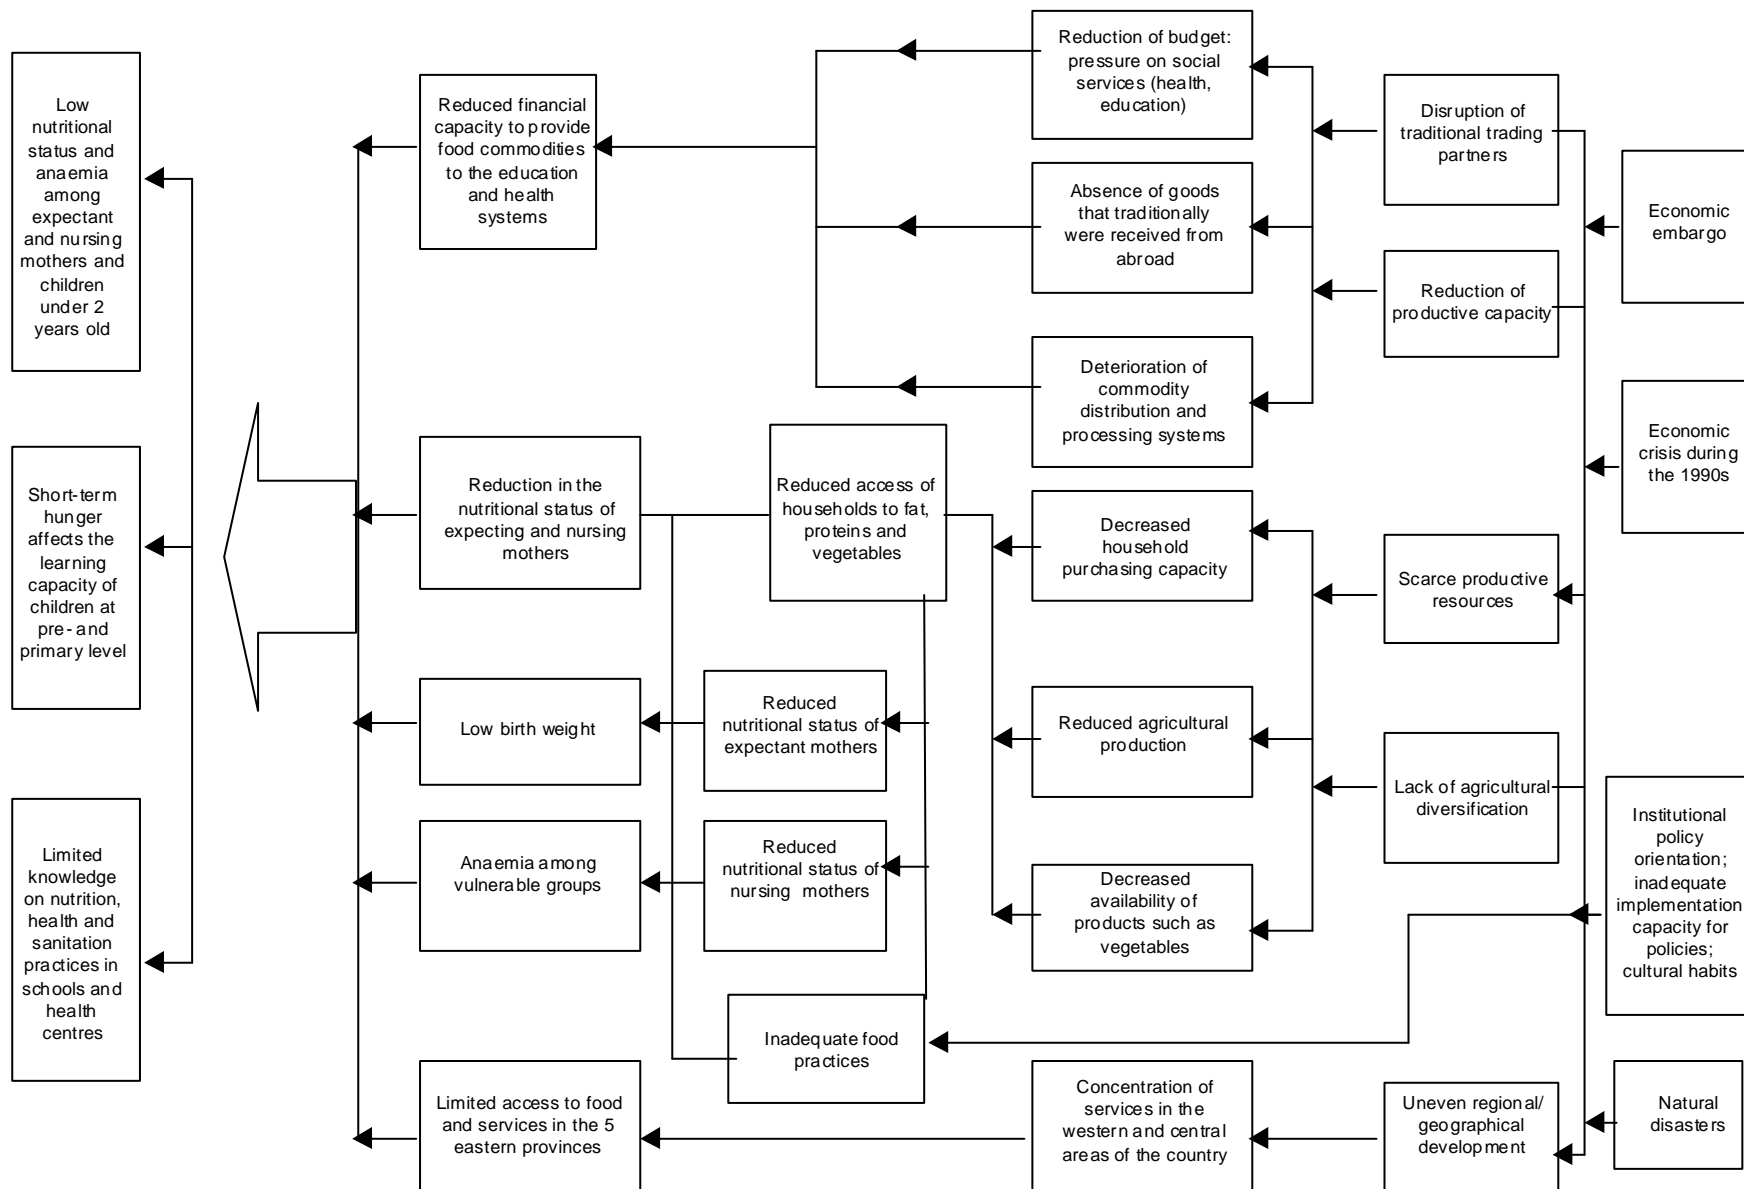 Low
nutritional
status and
anaemia
among
expectant
and nursing
mothers and
children
under 2
years old
Short-term
hunger
affects the
learning
capacity of
children at
pre- and
primary level
Limited
knowledge
on nutrition,
health and
sanitation
practices in
schools and
health
centres
Reduced financial
capacity to provide
food commodities
to the education
and health
systems
Reduction in the
nutritional status of
expecting and nursing
mothers
Low birth weight
Anaemia among
vulnerable groups
Limited access to food
and services in the 5
eastern provinces
Reduced access of
households to fat,
proteins and
vegetables
Reduced
nutritional status of
expectant mothers
Reduced
nutritional status of
nursing mothers
Inadequate food
practices
Reduction of budget:
pressure on social
services (health,
education)
Absence of goods
that traditionally
were received from
abroad
Deterioration of
commodity
distribution and
processing systems
Decreased
household
purchasing capacity
Reduced agricultural
production
Decreased
availability of
products such as
vegetables
Concentration of
services in the
western and central
areas of the country
Disruption of
traditional trading
partners
Reduction of
productive capacity
Scarce productive
resources
Lack of agricultural
diversification
Uneven regional/
geographical
development
Economic
embargo
Economic
crisis during
the 1990s
Institutional
policy
orientation;
inadequate
implementation
capacity for
policies;
cultural habits
Natural
disasters